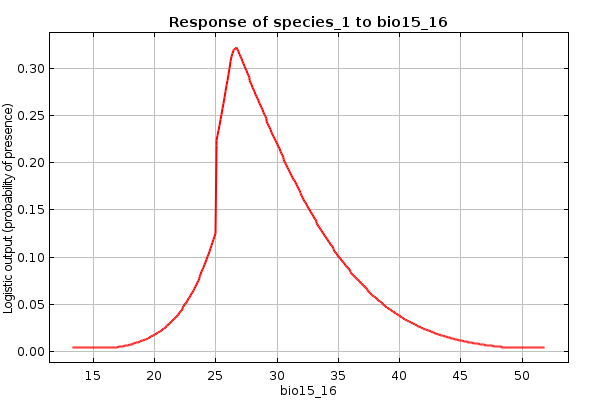 Response of species_1 to bio15_16
Logistic output (probability of presence)
0.30
0.25
0.20
0.15
0.10
0.05
0.00
15 20 25 30 35 40 45 50
bio15_16